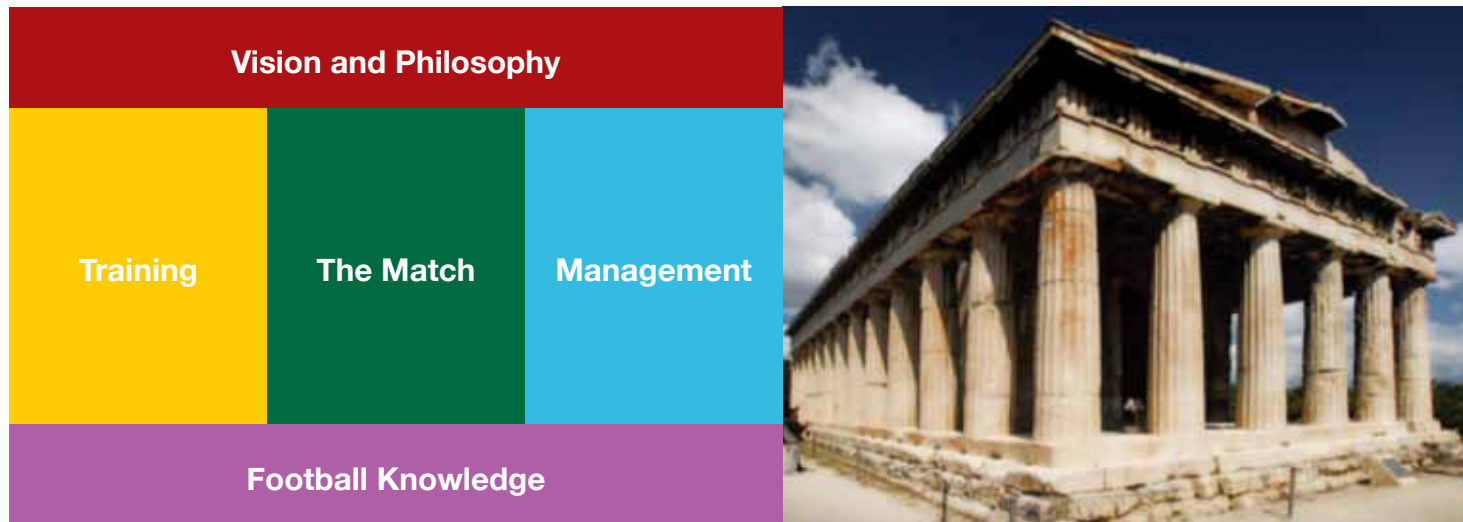 Vision and Philosophy
Training
The Match
Management
Football Knowledge